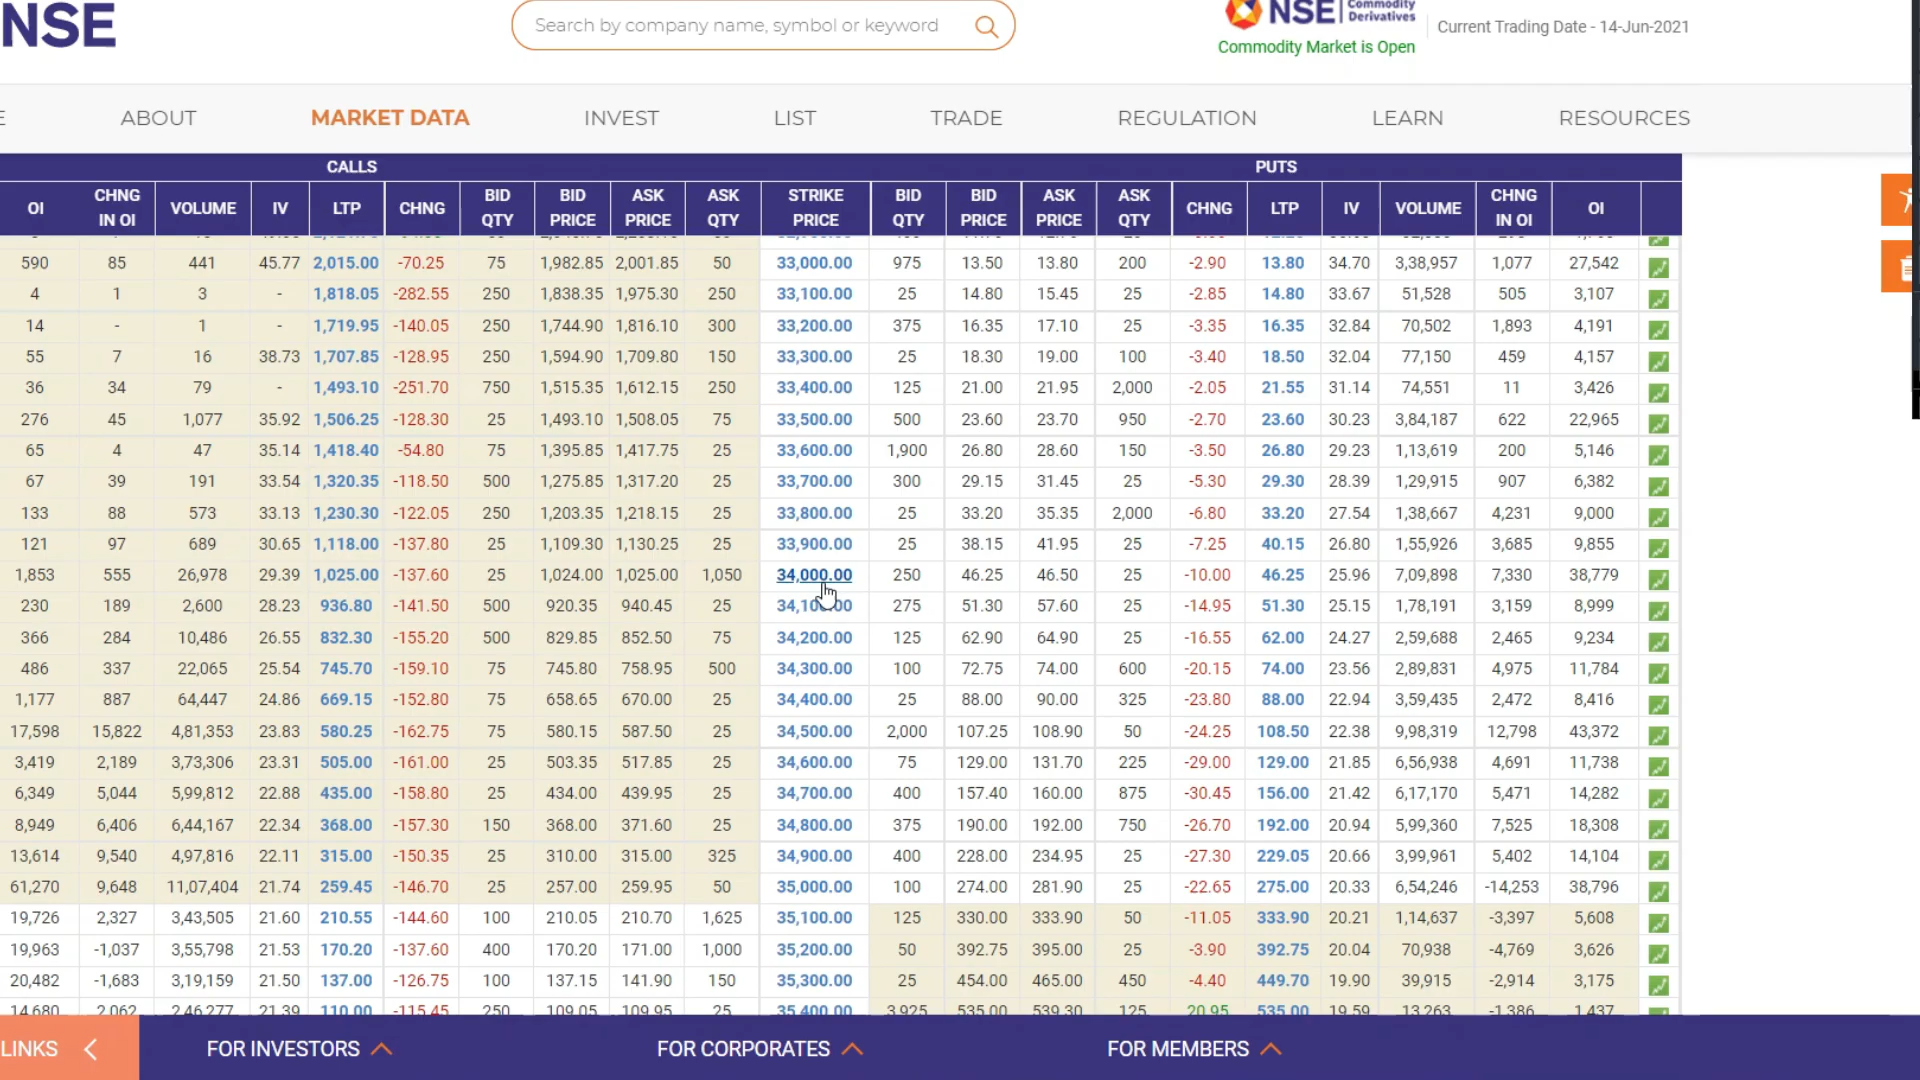 NSE
Search by company name, symbol or keyword
NSE Commodity Derivatives
Commodity Market is Open
Current Trading Date - 14-Jun-2021
E ABOUT MARKET DATA INVEST LIST TRADE REGULATION LEARN RESOURCES
CALLS PUTS
OI CHNG IN OI VOLUME IV LTP CHNG BID QTY BID PRICE ASK PRICE ASK QTY STRIKE PRICE BID QTY BID PRICE ASK PRICE ASK QTY CHNG LTP IV VOLUME CHNG IN OI OI
590 85 441 45.77 2,015.00 -70.25 75 1,982.85 2,001.85 50 33,000.00 975 13.50 13.80 200 -2.90 13.80 34.70 3,38,957 1,077 27,542
4 1 3 - 1,818.05 -282.55 250 1,838.35 1,975.30 250 33,100.00 25 14.80 15.45 25 -2.85 14.80 33.67 51,528 505 3,107
14 - 1 - 1,719.95 -140.05 250 1,744.90 1,816.10 300 33,200.00 375 16.35 17.10 25 -3.35 16.35 32.84 70,502 1,893 4,191
55 7 16 38.73 1,707.85 -128.95 250 1,594.90 1,709.80 150 33,300.00 25 18.30 19.00 100 -3.40 18.50 32.04 77,150 459 4,157
36 34 79 - 1,493.10 -251.70 750 1,515.35 1,612.15 250 33,400.00 125 21.00 21.95 2,000 -2.05 21.55 31.14 74,551 11 3,426
276 45 1,077 35.92 1,506.25 -128.30 25 1,493.10 1,508.05 75 33,500.00 500 23.60 23.70 950 -2.70 23.60 30.23 3,84,187 622 22,965
65 4 47 35.14 1,418.40 -54.80 75 1,395.85 1,417.75 25 33,600.00 1,900 26.80 28.60 150 -3.50 26.80 29.23 1,13,619 200 5,146
67 39 191 33.54 1,320.35 -118.50 500 1,275.85 1,317.20 25 33,700.00 300 29.15 31.45 25 -5.30 29.30 28.39 1,29,915 907 6,382
133 88 573 33.13 1,230.30 -122.05 250 1,203.35 1,218.15 25 33,800.00 25 33.20 35.35 2,000 -6.80 33.20 27.54 1,38,667 4,231 9,000
121 97 689 30.65 1,118.00 -137.80 25 1,109.30 1,130.25 25 33,900.00 25 38.15 41.95 25 -7.25 40.15 26.80 1,55,926 3,685 9,855
1,853 555 26,978 29.39 1,025.00 -137.60 25 1,024.00 1,025.00 1,050 34,000.00 250 46.25 46.50 25 -10.00 46.25 25.96 7,09,898 7,330 38,779
230 189 2,600 28.23 936.80 -141.50 500 920.35 940.45 25 34,100.00 275 51.30 57.60 25 -14.95 51.30 25.15 1,78,191 3,159 8,999
366 284 10,486 26.55 832.30 -155.20 500 829.85 852.50 75 34,200.00 125 62.90 64.90 25 -16.55 62.00 24.27 2,59,688 2,465 9,234
486 337 22,065 25.54 745.70 -159.10 75 745.80 758.95 500 34,300.00 100 72.75 74.00 600 -20.15 74.00 23.56 2,89,831 4,975 11,784
1,177 887 64,447 24.86 669.15 -152.80 75 658.65 670.00 25 34,400.00 25 88.00 90.00 325 -23.80 88.00 22.94 3,59,435 2,472 8,416
17,598 15,822 4,81,353 23.83 580.25 -162.75 75 580.15 587.50 25 34,500.00 2,000 107.25 108.90 50 -24.25 108.50 22.38 9,98,319 12,798 43,372
3,419 2,189 3,73,306 23.31 505.00 -161.00 25 503.35 517.85 25 34,600.00 75 129.00 131.70 225 -29.00 129.00 21.85 6,56,938 4,691 11,738
6,349 5,044 5,99,812 22.88 435.00 -158.80 25 434.00 439.95 25 34,700.00 400 157.40 160.00 875 -30.45 156.00 21.42 6,17,170 5,471 14,282
8,949 6,406 6,44,167 22.34 368.00 -157.30 150 368.00 371.60 25 34,800.00 375 190.00 192.00 750 -26.70 192.00 20.94 5,99,360 7,525 18,308
13,614 9,540 4,97,816 22.11 315.00 -150.35 25 310.00 315.00 325 34,900.00 400 228.00 234.95 25 -27.30 229.05 20.66 3,99,961 5,402 14,104
61,270 9,648 11,07,404 21.74 259.45 -146.70 25 257.00 259.95 50 35,000.00 100 274.00 281.90 25 -22.65 275.00 20.33 6,54,246 -14,253 38,796
19,726 2,327 3,43,505 21.60 210.55 -144.60 100 210.05 210.70 1,625 35,100.00 125 330.00 333.90 50 -11.05 333.90 20.21 1,14,637 -3,397 5,608
19,963 -1,037 3,55,798 21.53 170.20 -137.60 400 170.20 171.00 1,000 35,200.00 50 392.75 395.00 25 -3.90 392.75 20.04 70,938 -4,769 3,626
20,482 -1,683 3,19,159 21.50 137.00 -126.75 100 137.15 141.90 150 35,300.00 25 454.00 465.00 450 -4.40 449.70 19.90 39,915 -2,914 3,175
14,680 2,062 2,46,277 21.39 110.00 -115.45 250 109.05 109.95 25 35,400.00 3,925 535.00 539.30 125 20.95 535.00 19.59 13,263 -1,386 1,437
LINKS FOR INVESTORS FOR CORPORATES FOR MEMBERS